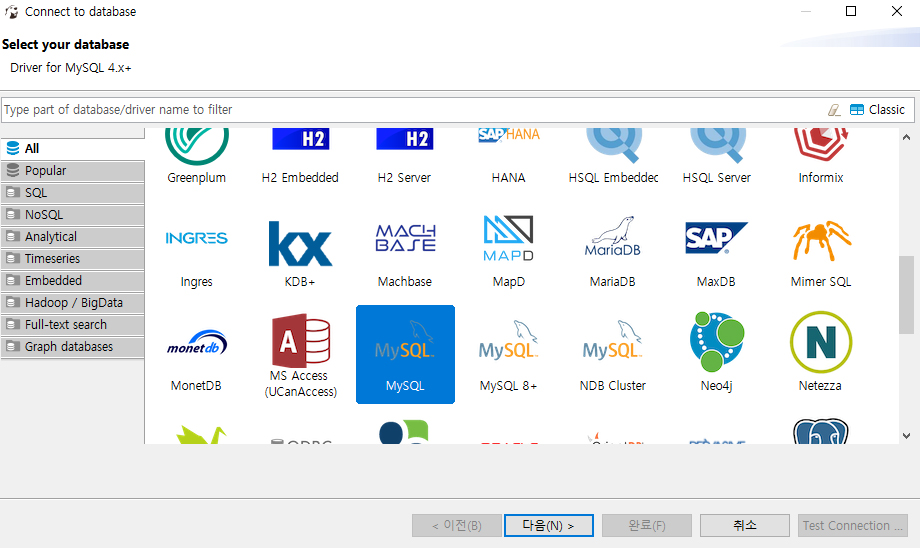 Connect to database
Select your database
Driver for MySQL 4.x+
Type part of database/driver name to filter
Classic
All
Popular
SQL
NoSQL
Analytical
Timeseries
Embedded
Hadoop / BigData
Full-text search
Graph databases
H2
H2
SAP HANA
Greenplum
H2 Embedded
H2 Server
HANA
HSQL Embedded
HSQL Server
Informix
INGRES
kx
MACH BASE
MAPD
MariaDB
SAP
Ingres
KDB+
Machbase
MapD
MariaDB
MaxDB
Mimer SQL
monetdb
A
MySQL
MySQL
MySQL
N
MonetDB
MS Access
(UCanAccess)
MySQL
MySQL 8+
NDB Cluster
Neo4j
Netezza
< 이전(B)
다음(N) >
완료(F)
취소
Test Connection ...